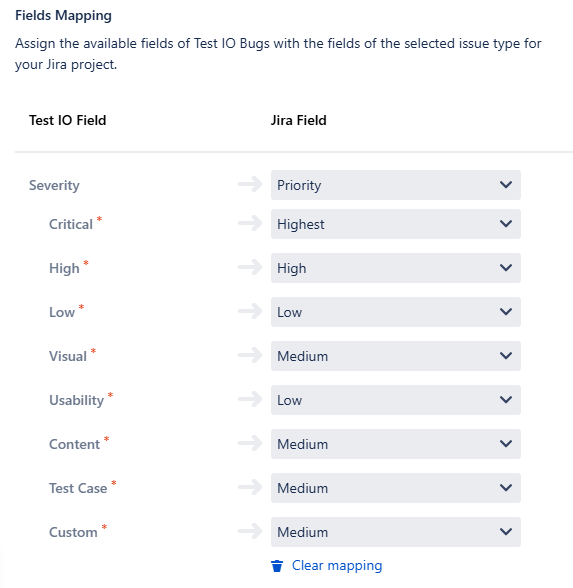 Fields Mapping
Assign the available fields of Test IO Bugs with the fields of the selected issue type for
your Jira project.
Test IO Field Jira Field
Severity Priority
Critical * Highest
High * High
Low * Low
Visual * Medium
Usability * Low
Content * Medium
Test Case * Medium
Custom * Medium
Clear mapping